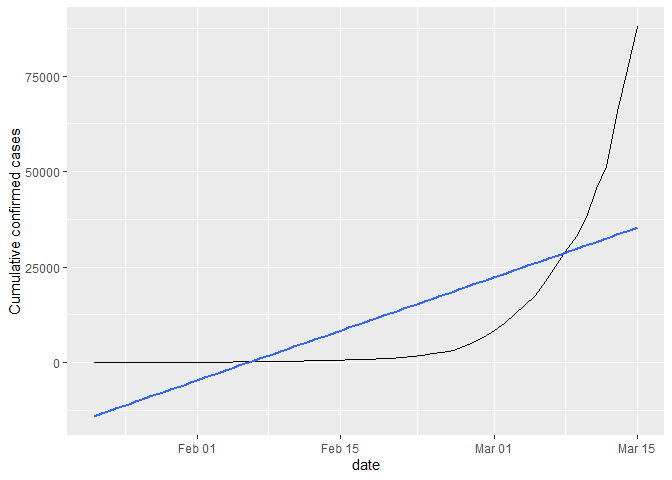 Cumulative confirmed cases
75000
50000
25000
0
Feb 01
Feb 15
Mar 01
Mar 15
date